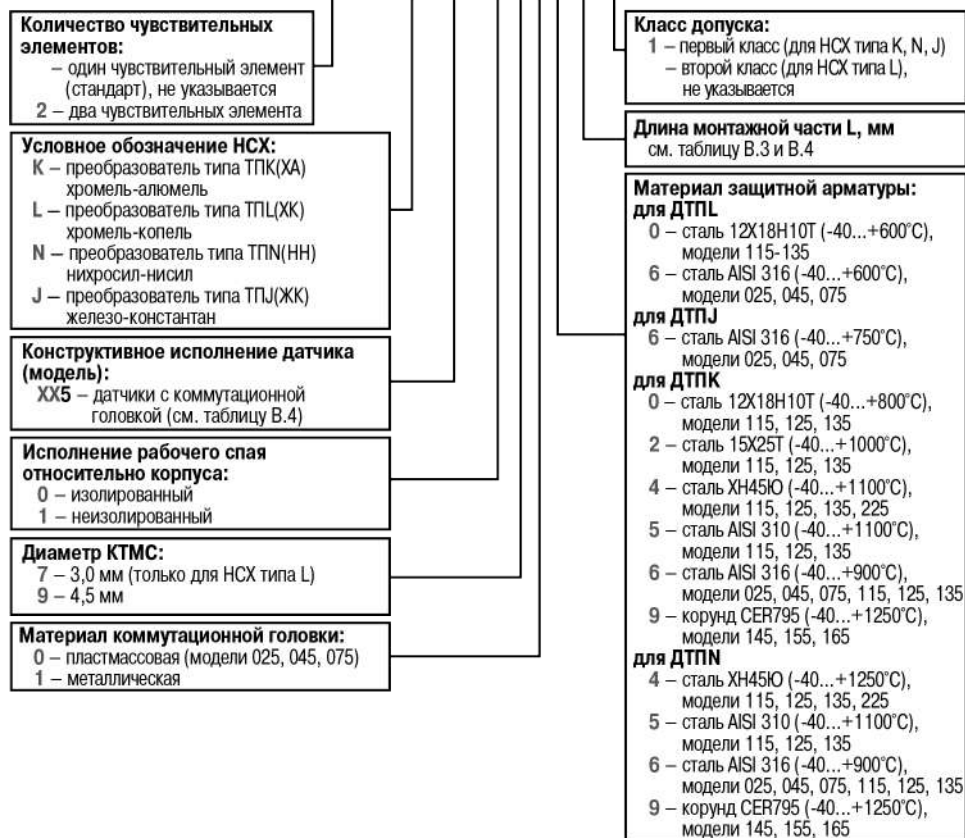 Количество чувствительных
элементов:
– один чувствительный элемент
(стандарт), не указывается
2 – два чувствительных элемента
Условное обозначение НСХ:
K – преобразователь типа ТПК(ХА)
хромель-алюмель
L – преобразователь типа ТПL(ХК)
хромель-копель
N – преобразователь типа ТПN(НН)
нихросил-нисил
J – преобразователь типа ТПJ(ЖК)
железо-константан
Конструктивное исполнение датчика
(модель):
XX5 – датчики с коммутационной
головкой (см. таблицу В.4)
Исполнение рабочего спая
относительно корпуса:
0 – изолированный
1 – неизолированный
Диаметр КТМС:
7 – 3,0 мм (только для НСХ типа L)
9 – 4,5 мм
Материал коммутационной головки:
0 – пластмассовая (модели 025, 045, 075)
1 – металлическая
Класс допуска:
1 – первый класс (для НСХ типа K, N, J)
– второй класс (для НСХ типа L),
не указывается
Длина монтажной части L, мм
см. таблицу В.3 и В.4
Материал защитной арматуры:
для ДТПL
0 – сталь 12Х18Н10Т (-40...+600°С),
модели 115-135
6 – сталь AISI 316 (-40...+600°С),
модели 025, 045, 075
для ДТПJ
6 – сталь AISI 316 (-40...+750°С),
модели 025, 045, 075
для ДТПК
0 – сталь 12Х18Н10Т (-40...+800°С),
модели 115, 125, 135
2 – сталь 15Х25Т (-40...+1000°С),
модели 115, 125, 135
4 – сталь ХН45Ю (-40...+1100°С),
модели 115, 125, 135, 225
5 – сталь AISI 310 (-40...+1100°С),
модели 115, 125, 135
6 – сталь AISI 316 (-40...+900°С),
модели 025, 045, 075, 115, 125, 135
9 – корунд CER795 (-40...+1250°С),
модели 145, 155, 165
для ДТПN
4 – сталь ХН45Ю (-40...+1250°С),
модели 115, 125, 135, 225
5 – сталь AISI 310 (-40...+1100°С),
модели 115, 125, 135
6 – сталь AISI 316 (-40...+900°С),
модели 025, 045, 075, 115, 125, 135
9 – корунд CER795 (-40...+1250°С),
модели 145, 155, 165